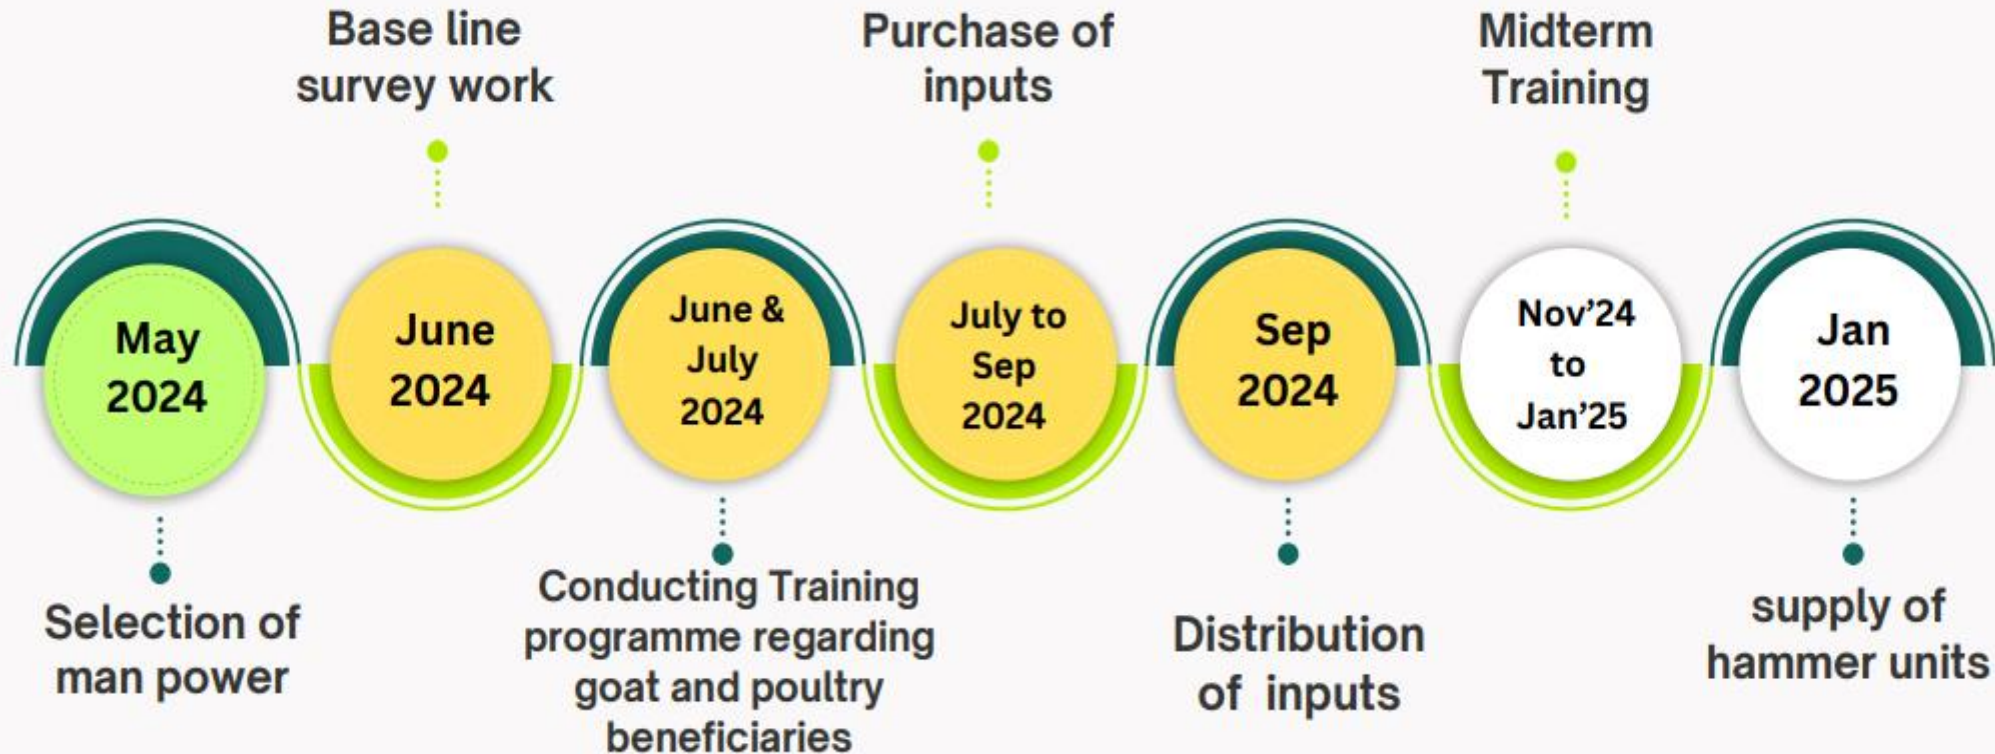 Base line
survey work
Purchase of
inputs
Midterm
Training
May
2024
June
2024
June &
July
2024
July to
Sep
2024
Sep
2024
Nov’24
to
Jan’25
Jan
2025
Selection of
man power
Conducting Training
programme regarding
goat and poultry
beneficiaries
Distribution
of inputs
supply of
hammer units